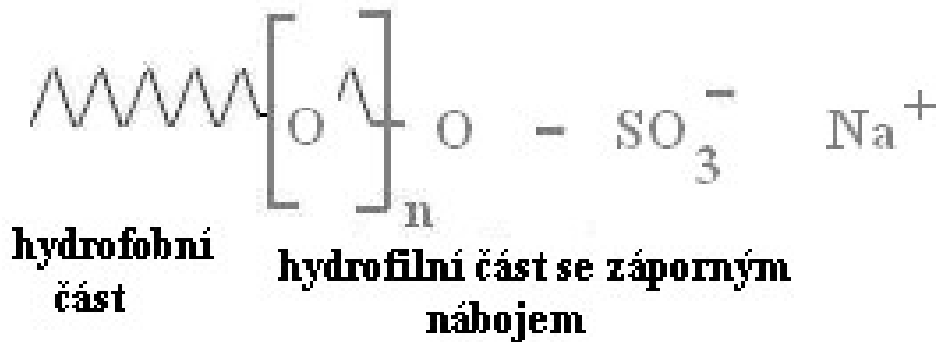 [O ]n O - SO3- Na+
hydrofobní
část
hydrofilní část se záporným
nábojem